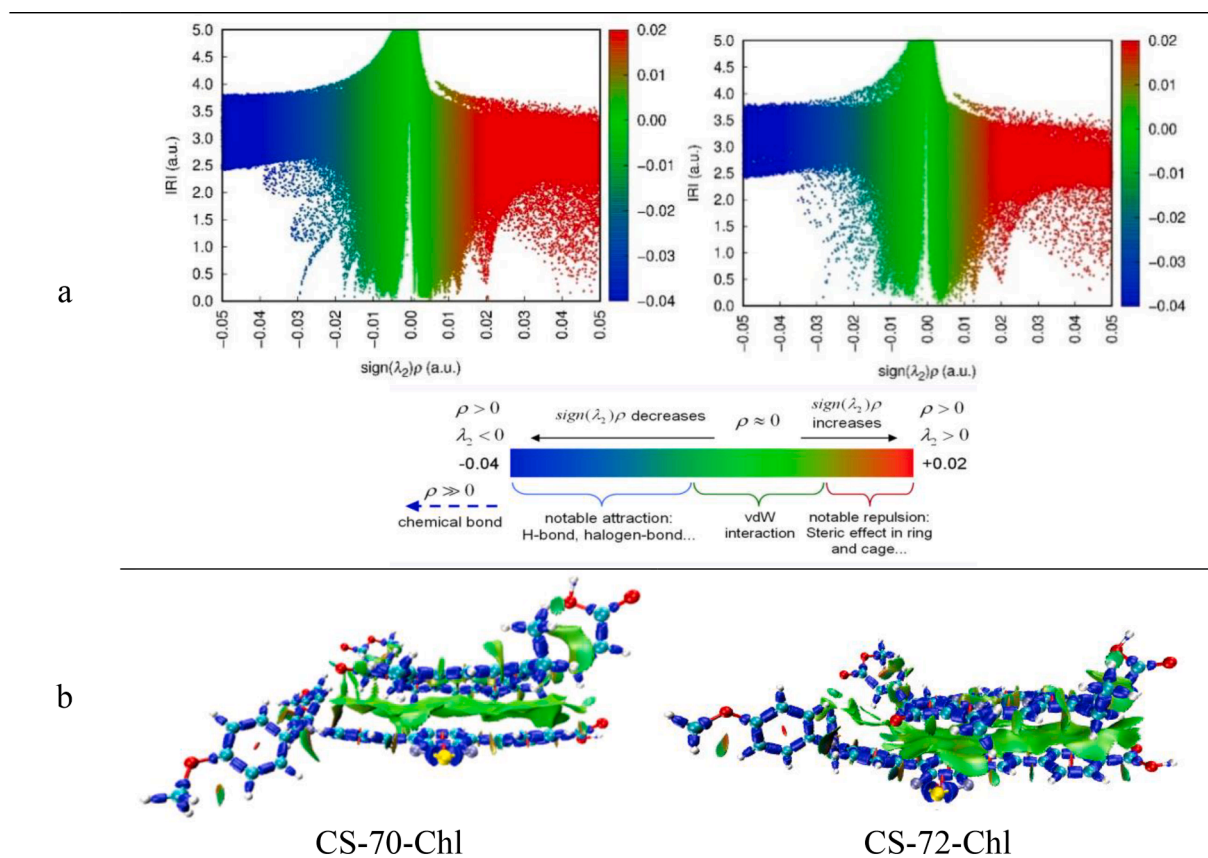 5.0
4.5
4.0
3.5
3.0
2.5
2.0
1.5
1.0
0.5
0.0
IRI (a.u.)
−0.05
−0.04
−0.03
−0.02
−0.01
0.00
0.01
0.02
0.03
0.04
0.05
sign(λ₂)ρ (a.u.)
0.02
0.01
0.00
−0.01
−0.02
−0.03
−0.04
5.0
4.5
4.0
3.5
3.0
2.5
2.0
1.5
1.0
0.5
0.0
IRI (a.u.)
−0.05
−0.04
−0.03
−0.02
−0.01
0.00
0.01
0.02
0.03
0.04
0.05
sign(λ₂)ρ (a.u.)
0.02
0.01
0.00
−0.01
−0.02
−0.03
−0.04
a
ρ > 0
λ₂ < 0
-0.04
sign(λ₂)ρ decreases
ρ ≈ 0
sign(λ₂)ρ
increases
ρ > 0
λ₂ > 0
+0.02
ρ ≫ 0
chemical bond
notable attraction:
H-bond, halogen-bond...
vdW
interaction
notable repulsion:
Steric effect in ring
and cage...
b
CS-70-Chl
CS-72-Chl